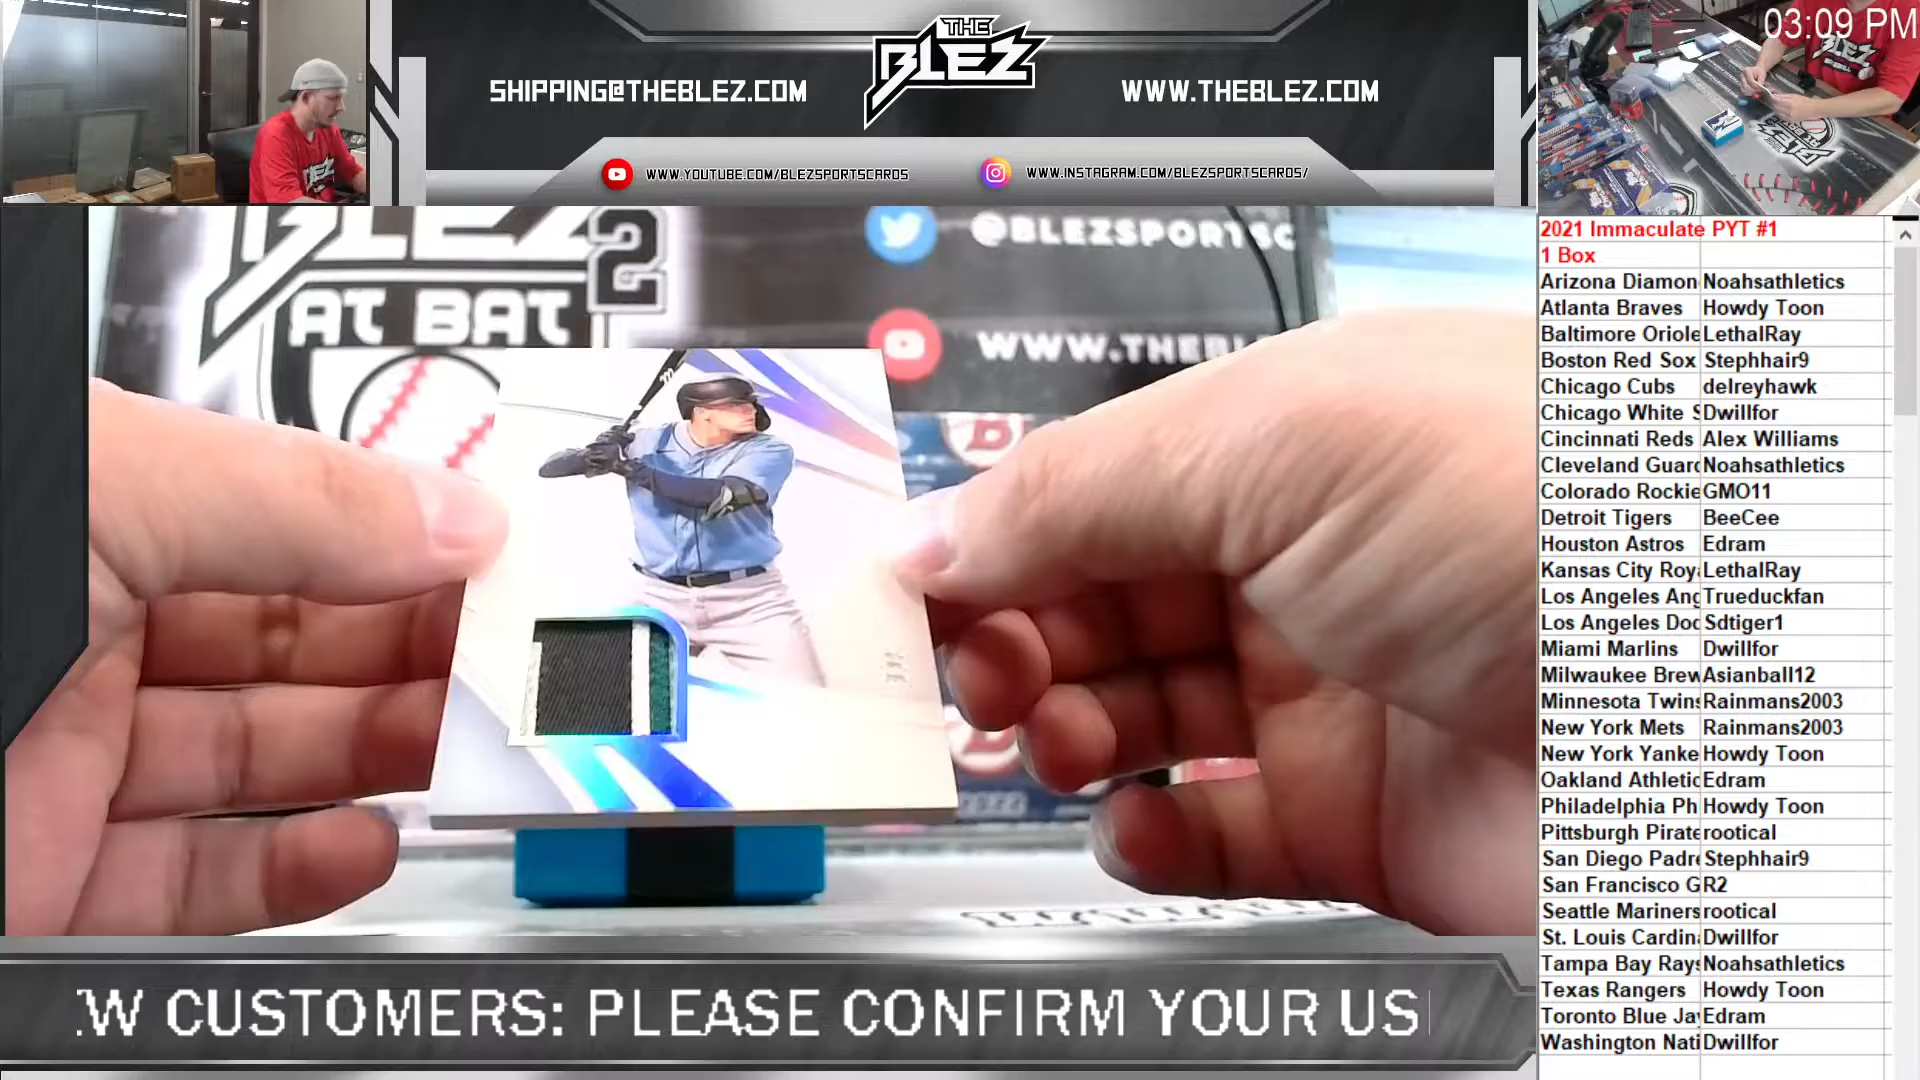 THE
BLEZ
SHIPPING@THEBLEZ.COM
WWW.THEBLEZ.COM
WWW.YOUTUBE.COM/BLEZSPORTSCARDS
WWW.INSTAGRAM.COM/BLEZSPORTSCARDS/
03:09 PM
BLEZ 2
AT BAT
@BLEZSPORTSC
WWW.THEBL
2021 Immaculate PYT #1
1 Box
Arizona Diamon Noahsathletics
Atlanta Braves Howdy Toon
Baltimore Oriole LethalRay
Boston Red Sox Stephhair9
Chicago Cubs delreyhawk
Chicago White S Dwillfor
Cincinnati Reds Alex Williams
Cleveland Guard Noahsathletics
Colorado Rockie GMO11
Detroit Tigers BeeCee
Houston Astros Edram
Kansas City Roya LethalRay
Los Angeles Ang Trueduckfan
Los Angeles Doc Sdtiger1
Miami Marlins Dwillfor
Milwaukee Brew Asianball12
Minnesota Twins Rainmans2003
New York Mets Rainmans2003
New York Yanke Howdy Toon
Oakland Athletic Edram
Philadelphia Ph Howdy Toon
Pittsburgh Pirate rootical
San Diego Padre Stephhair9
San Francisco G R2
Seattle Mariners rootical
St. Louis Cardina Dwillfor
Tampa Bay Rays Noahsathletics
Texas Rangers Howdy Toon
Toronto Blue Jay Edram
Washington Nati Dwillfor
W CUSTOMERS: PLEASE CONFIRM YOUR US